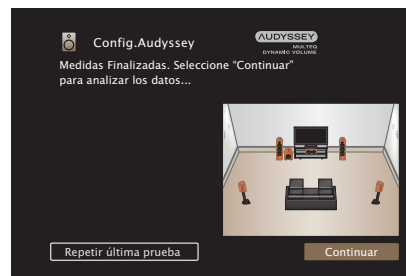 Config.Audyssey
AUDYSSEY
MULTEQ
DYNAMIC VOLUME
Medidas Finalizadas. Seleccione “Continuar”
para analizar los datos...
Repetir última prueba
Continuar